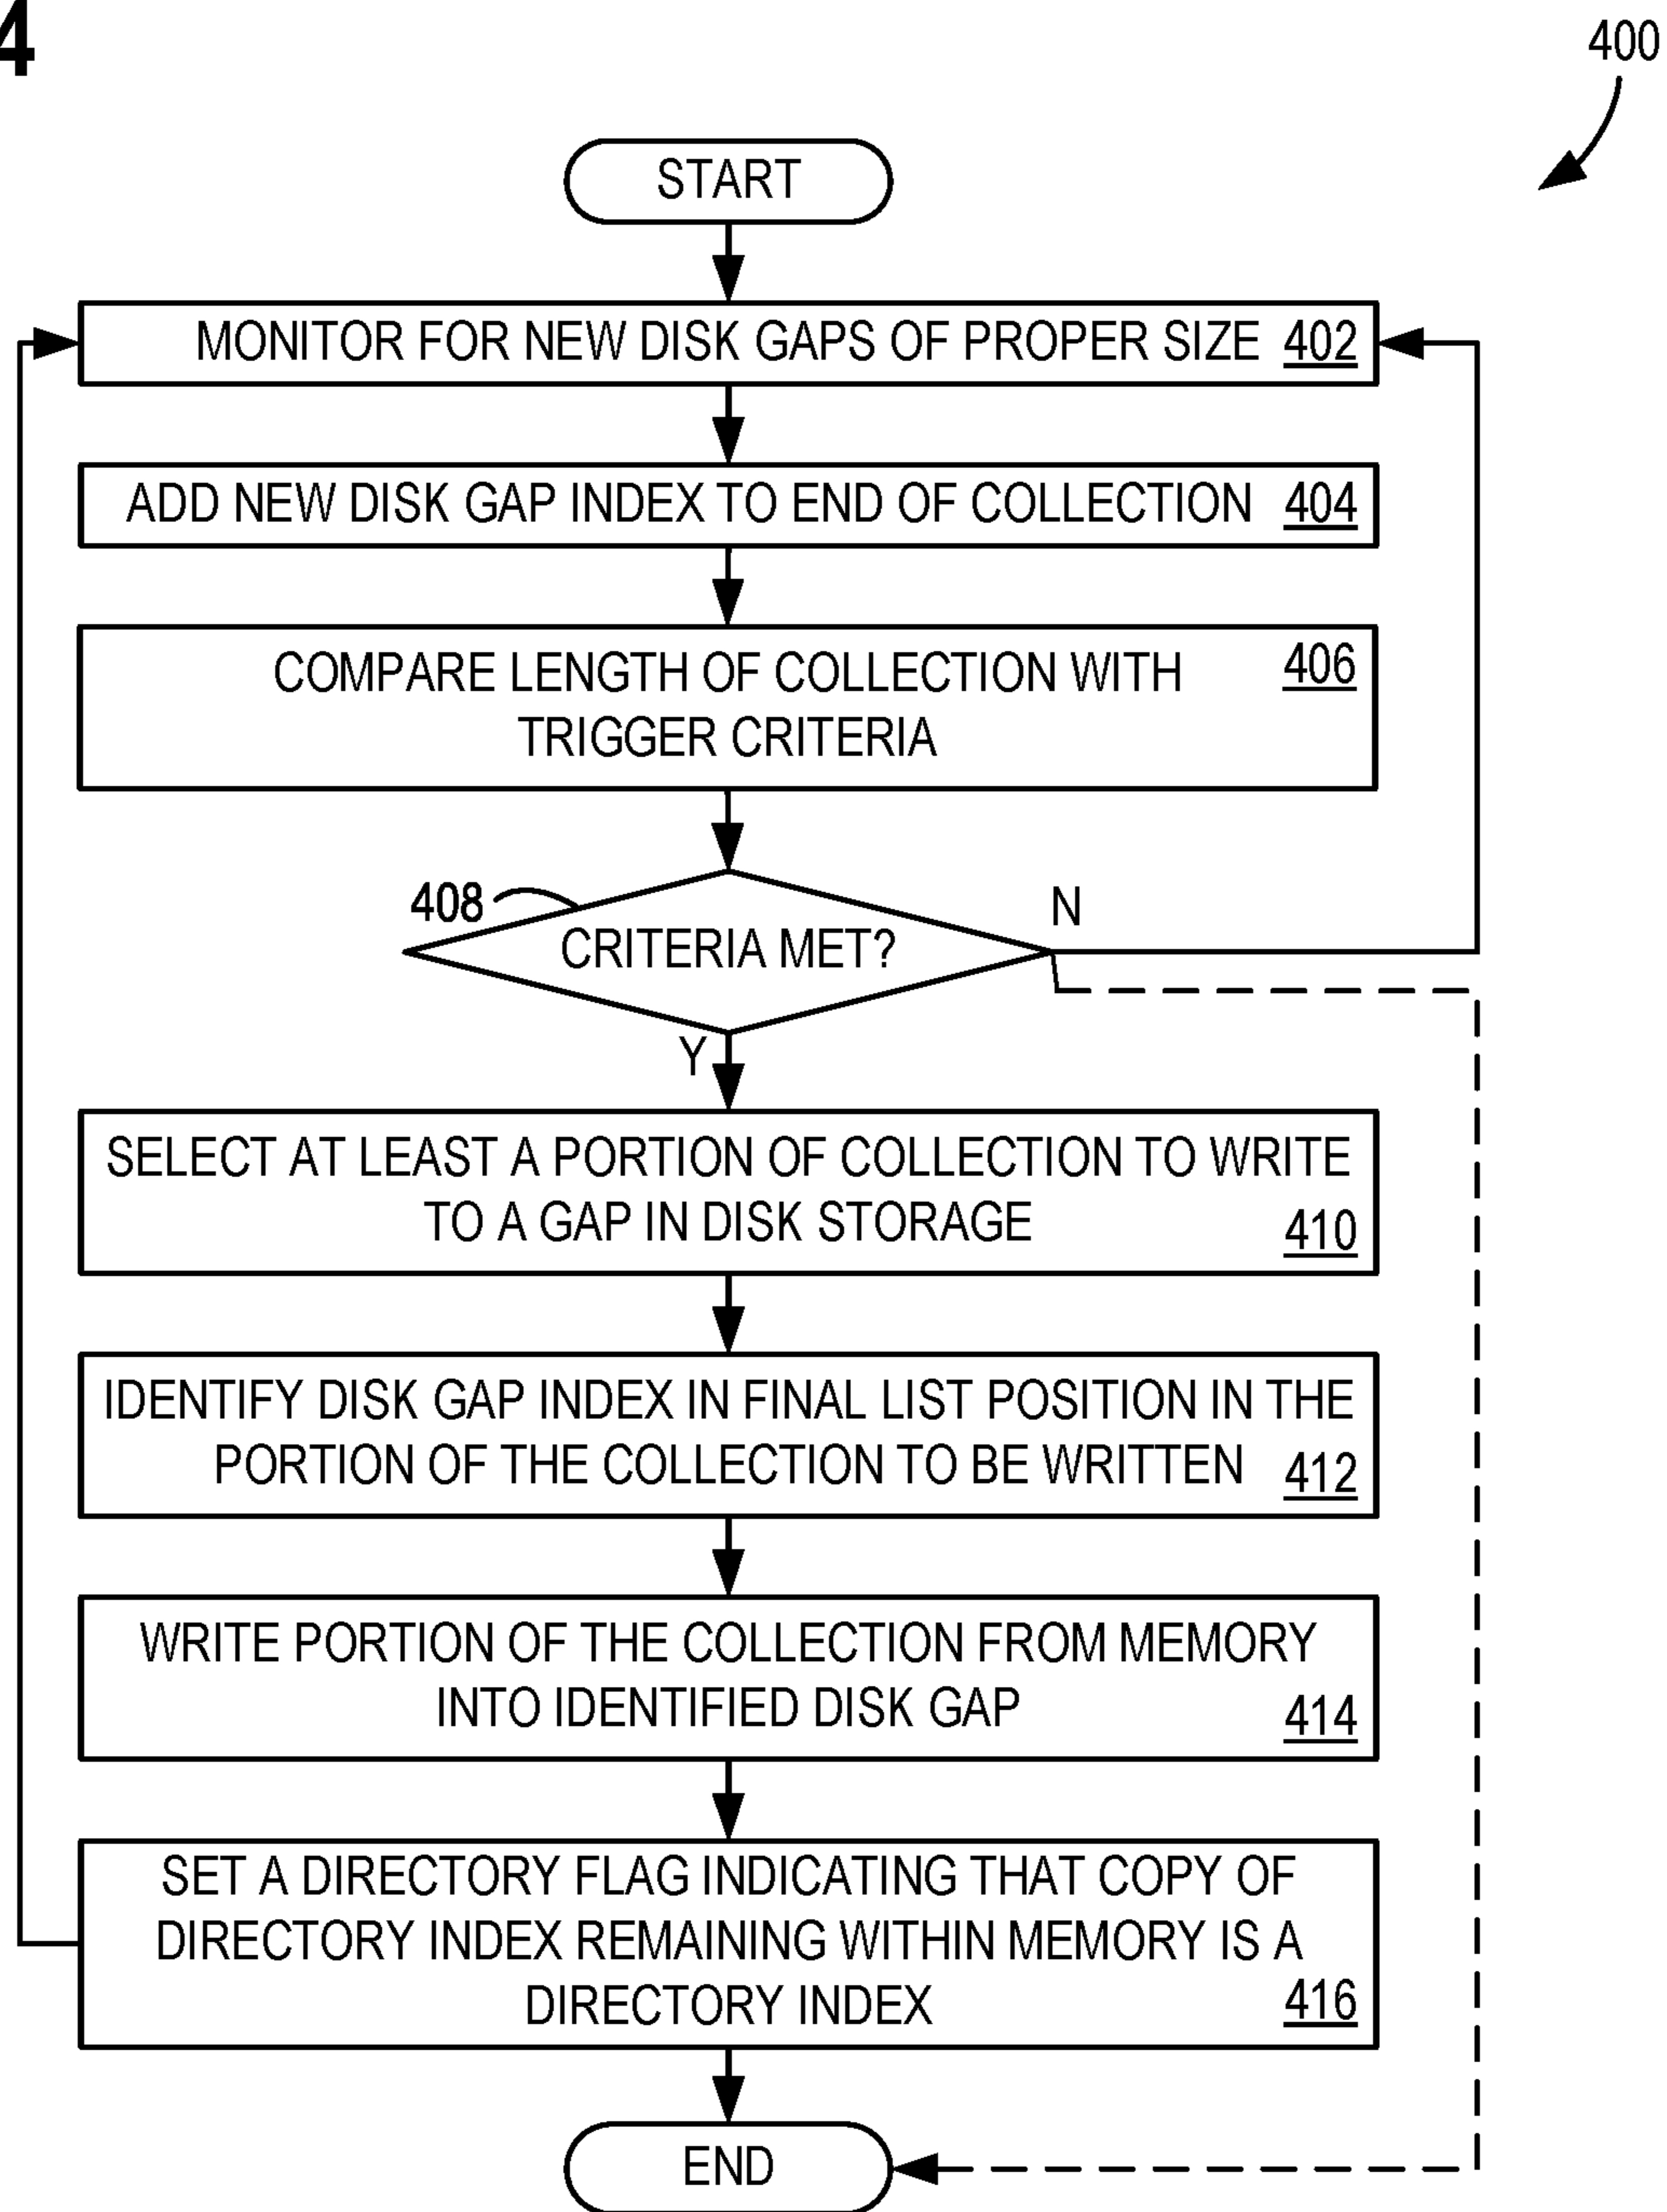 4
400
START
MONITOR FOR NEW DISK GAPS OF PROPER SIZE 402
ADD NEW DISK GAP INDEX TO END OF COLLECTION 404
COMPARE LENGTH OF COLLECTION WITH 406
TRIGGER CRITERIA
408
N
CRITERIA MET?
Y
SELECT AT LEAST A PORTION OF COLLECTION TO WRITE
TO A GAP IN DISK STORAGE 410
IDENTIFY DISK GAP INDEX IN FINAL LIST POSITION IN THE
PORTION OF THE COLLECTION TO BE WRITTEN 412
WRITE PORTION OF THE COLLECTION FROM MEMORY
INTO IDENTIFIED DISK GAP 414
SET A DIRECTORY FLAG INDICATING THAT COPY OF
DIRECTORY INDEX REMAINING WITHIN MEMORY IS A
DIRECTORY INDEX 416
END